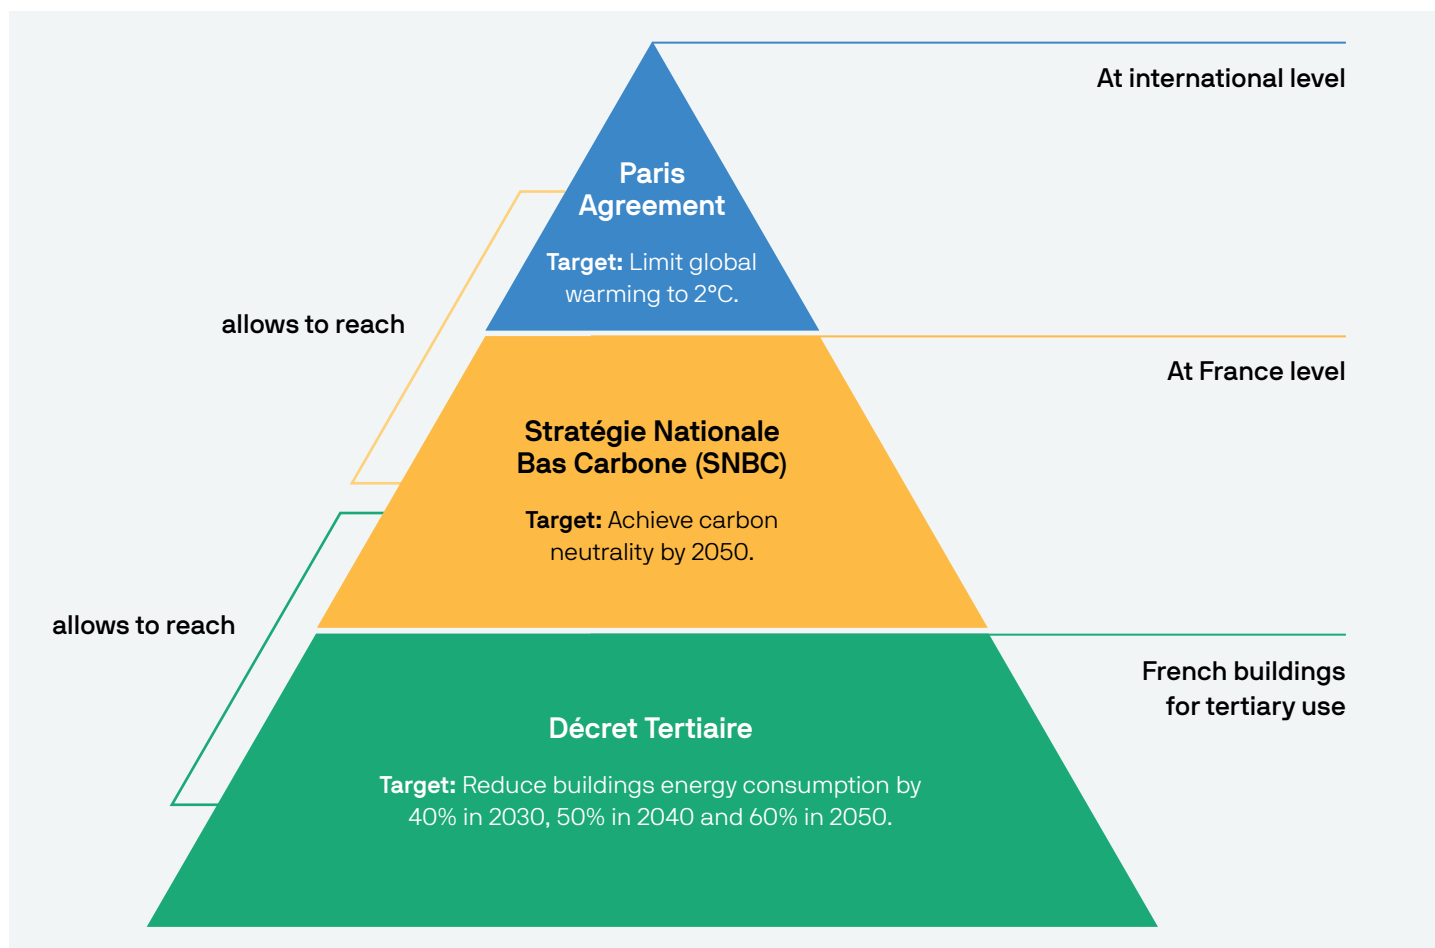 At international level
Paris
Agreement
Target: Limit global
warming to 2°C.
allows to reach
At France level
Stratégie Nationale
Bas Carbone (SNBC)
Target: Achieve carbon
neutrality by 2050.
allows to reach
French buildings
for tertiary use
Décret Tertiaire
Target: Reduce buildings energy consumption by
40% in 2030, 50% in 2040 and 60% in 2050.